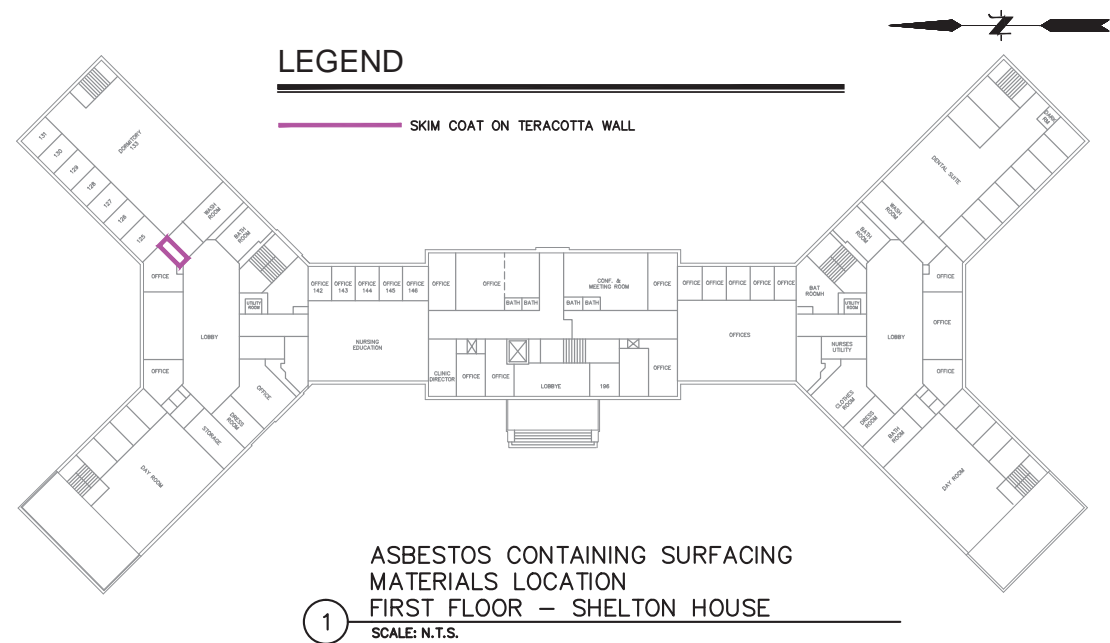 N
LEGEND
SKIM COAT ON TERACOTTA WALL
131
130
129
128
127
126
125
DORMITORY
133
WASH
ROOM
BATH
ROOM
OFFICE
UTILITY
ROOM
LOBBY
OFFICE
OFFICE
DRESS
ROOM
STORAGE
DAY ROOM
OFFICE
142
OFFICE
143
OFFICE
144
OFFICE
145
OFFICE
146
NURSING
EDUCATION
OFFICE
OFFICE
BATH
BATH
CONF. &
MEETING ROOM
BATH
BATH
OFFICE
CLINIC
DIRECTOR
OFFICE
OFFICE
LOBBYE
196
OFFICE
OFFICE
OFFICE
OFFICE
OFFICE
OFFICE
OFFICES
DARK
RM
DENTAL SUITE
WASH
ROOM
BATH
ROOM
BAT
ROOMH
UTILITY
ROOM
OFFICE
LOBBY
OFFICE
NURSES
UTILITY
OFFICE
CLOTHES
ROOM
DRESS
ROOM
BATH
ROOM
DAY ROOM
ASBESTOS CONTAINING SURFACING
MATERIALS LOCATION
1
FIRST FLOOR – SHELTON HOUSE
SCALE: N.T.S.